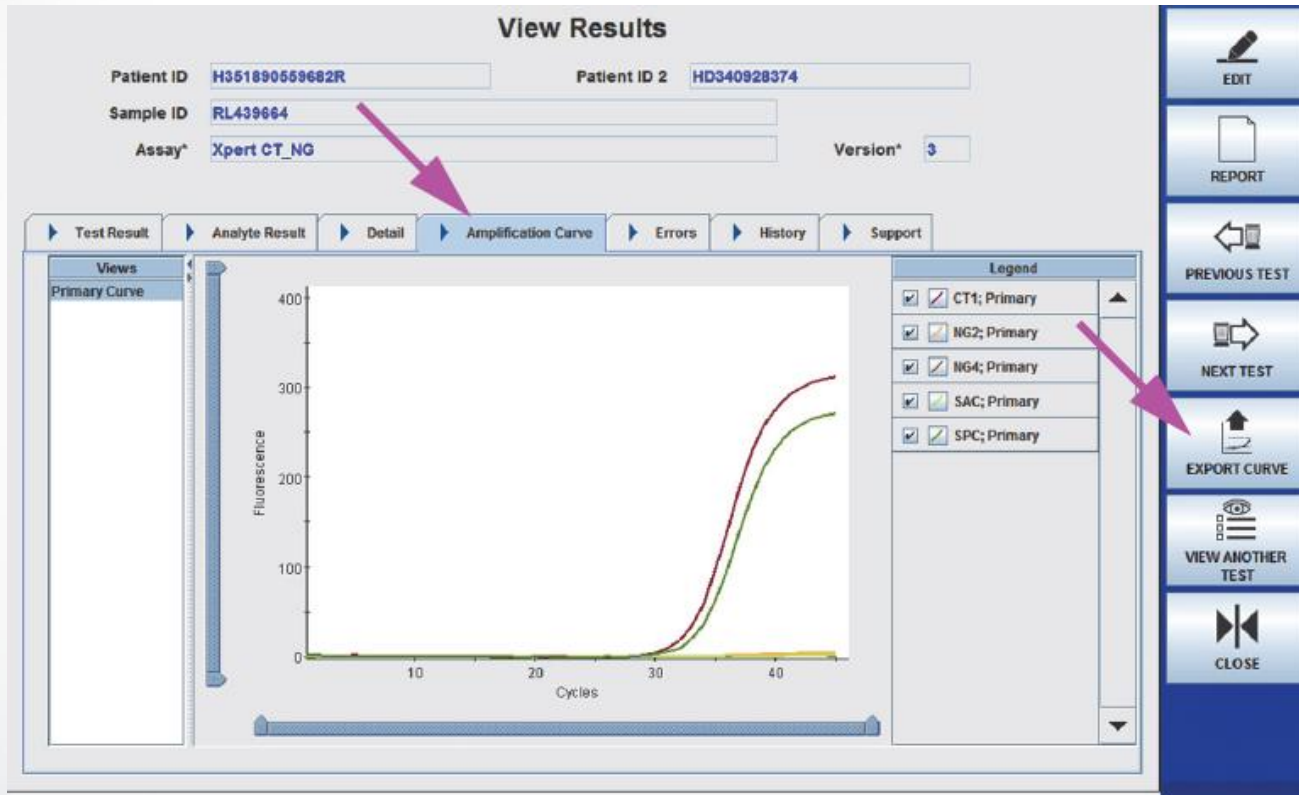 View Results
Patient ID H351890559682R Patient ID 2 HD340928374
Sample ID RL439664
Assay* Xpert CT_NG Version* 3
Test Result Analyte Result Detail Amplification Curve Errors History Support
Views
Primary Curve
400
300
200
100
0
Fluorescence
10 20 30 40
Cycles
Legend
CT1; Primary
NG2; Primary
NG4; Primary
SAC; Primary
SPC; Primary
EDIT
REPORT
PREVIOUS TEST
NEXT TEST
EXPORT CURVE
VIEW ANOTHER
TEST
CLOSE